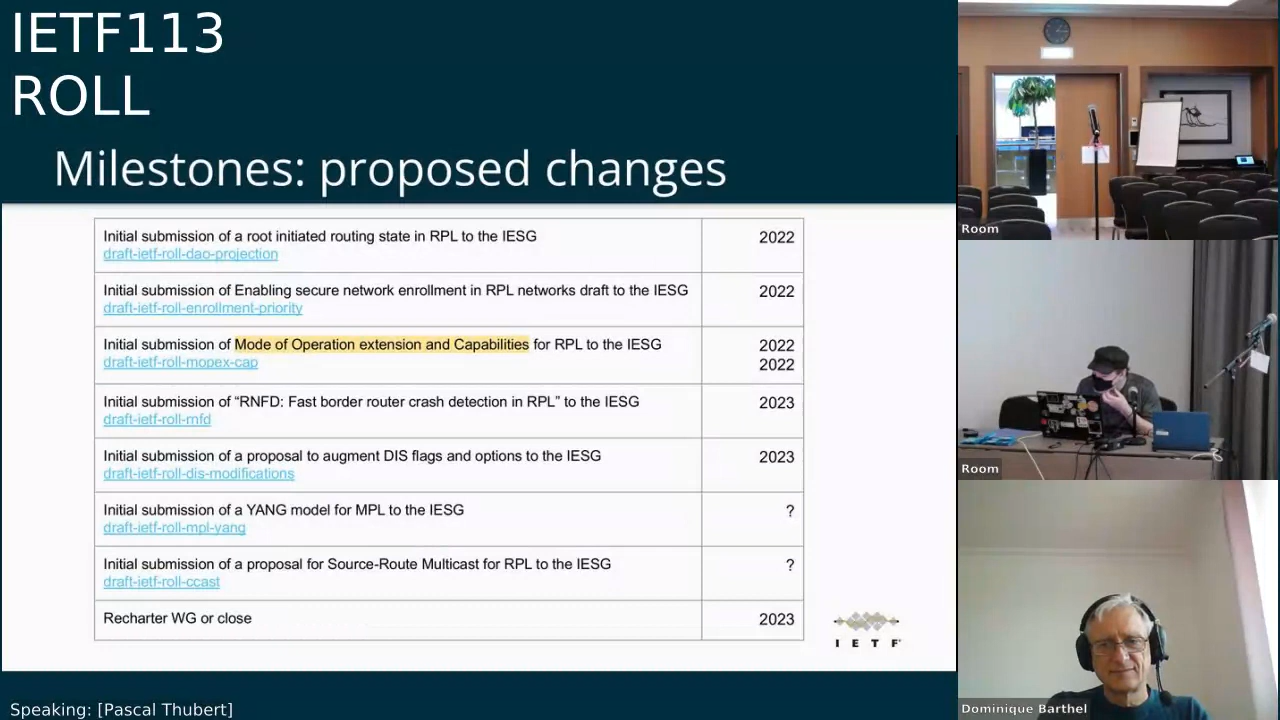 IETF113
ROLL
Milestones: proposed changes
Initial submission of a root initiated routing state in RPL to the IESG 2022
draft-ietf-roll-dao-projection
Initial submission of Enabling secure network enrollment in RPL networks draft to the IESG 2022
draft-ietf-roll-enrollment-priority
Initial submission of Mode of Operation extension and Capabilities for RPL to the IESG 2022
draft-ietf-roll-mopex-cap 2022
Initial submission of “RNFD: Fast border router crash detection in RPL” to the IESG 2023
draft-ietf-roll-rnfd
Initial submission of a proposal to augment DIS flags and options to the IESG 2023
draft-ietf-roll-dis-modifications
Initial submission of a YANG model for MPL to the IESG ?
draft-ietf-roll-mpl-yang
Initial submission of a proposal for Source-Route Multicast for RPL to the IESG ?
draft-ietf-roll-ccast
Recharter WG or close 2023
I E T F
Speaking: [Pascal Thubert]
Room
Room
Dominique Barthel